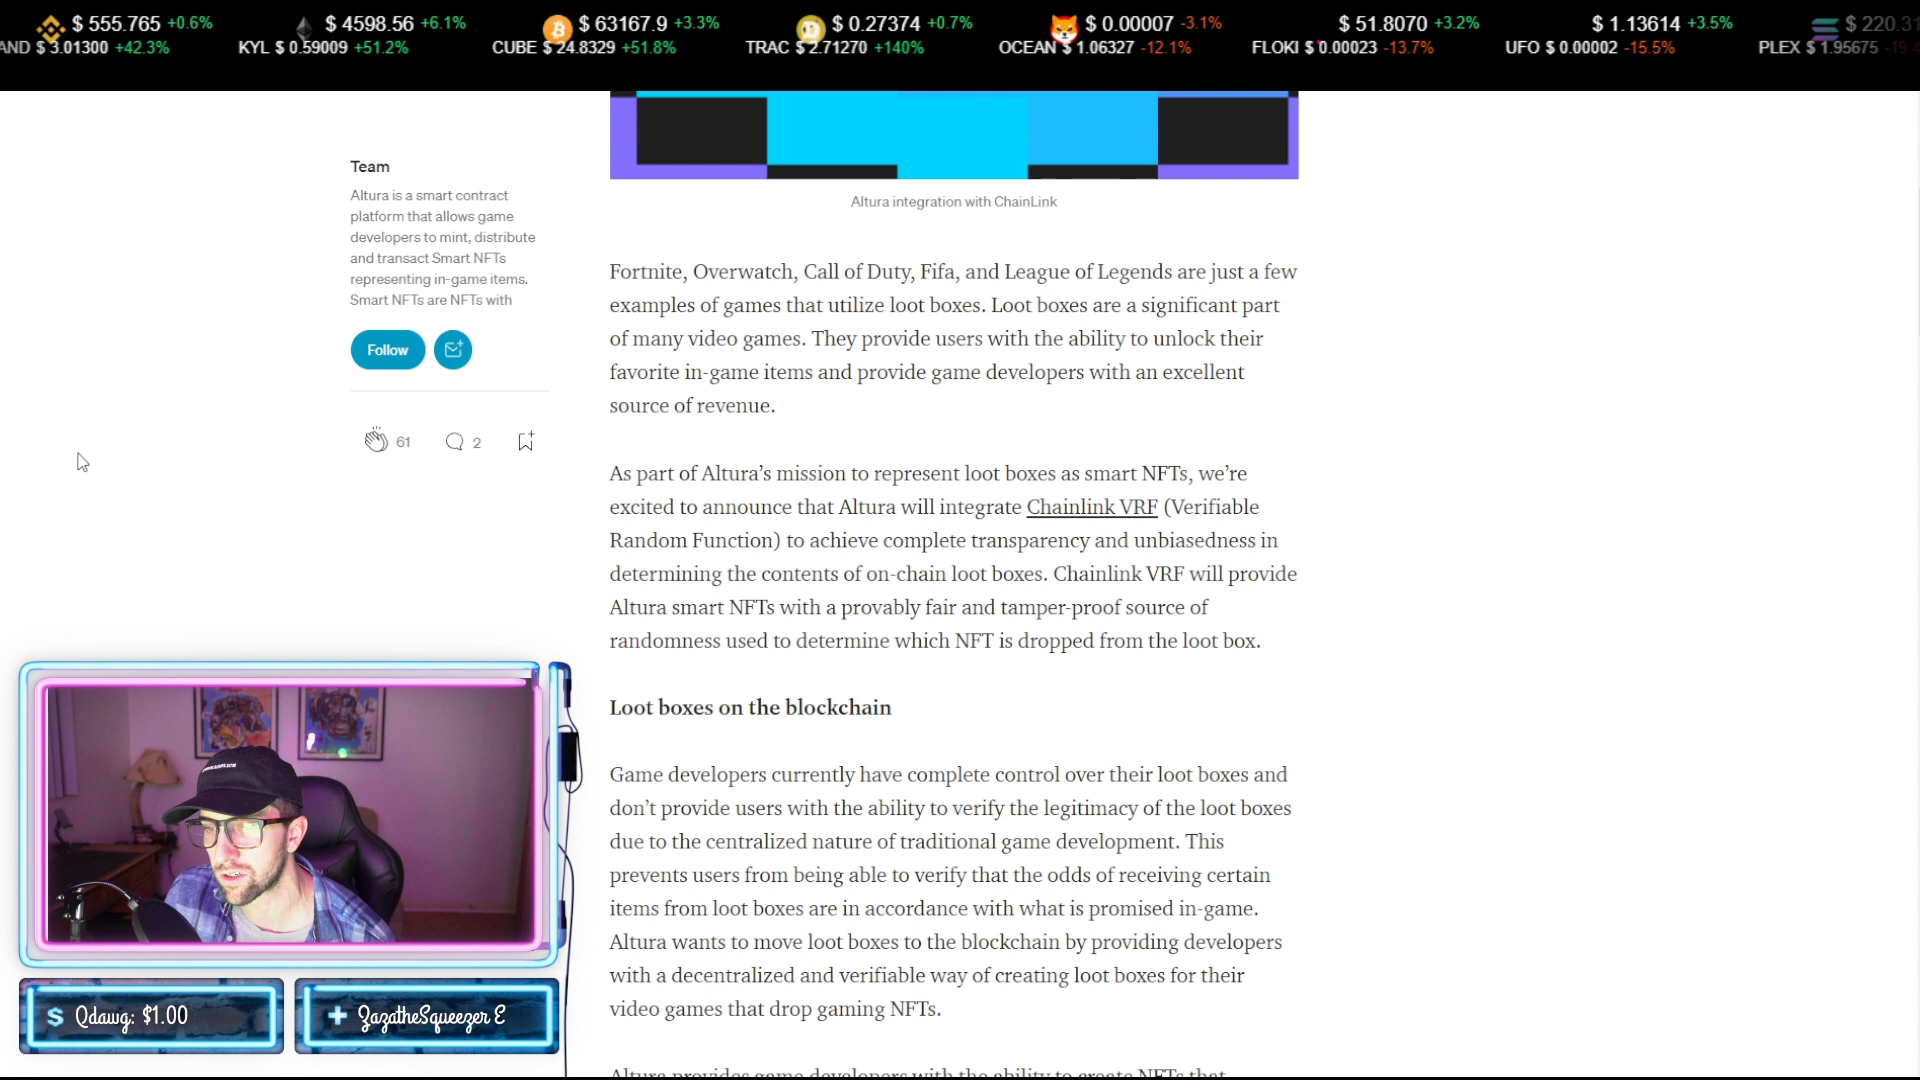 $ 555.765 +0.6% $ 4598.56 +6.1% $ 63167.9 +3.3% $ 0.27374 +0.7% $ 0.00007 -3.1% $ 51.8070 +3.2% $ 1.13614 +3.5% $ 220.31
AND $ 3.01300 +42.3% KYL $ 0.59009 +51.2% CUBE $ 24.8329 +51.8% TRAC $ 2.71270 +140% OCEAN $ 1.06327 -12.1% FLOKI $ 0.00023 -13.7% UFO $ 0.00002 -15.5% PLEX $ 1.95675 -19.4
Team
Altura is a smart contract
platform that allows game
developers to mint, distribute
and transact Smart NFTs
representing in-game items.
Smart NFTs are NFTs with
Follow
61 2
Altura integration with ChainLink
Fortnite, Overwatch, Call of Duty, Fifa, and League of Legends are just a few
examples of games that utilize loot boxes. Loot boxes are a significant part
of many video games. They provide users with the ability to unlock their
favorite in-game items and provide game developers with an excellent
source of revenue.
As part of Altura’s mission to represent loot boxes as smart NFTs, we’re
excited to announce that Altura will integrate Chainlink VRF (Verifiable
Random Function) to achieve complete transparency and unbiasedness in
determining the contents of on-chain loot boxes. Chainlink VRF will provide
Altura smart NFTs with a provably fair and tamper-proof source of
randomness used to determine which NFT is dropped from the loot box.
Loot boxes on the blockchain
Game developers currently have complete control over their loot boxes and
don’t provide users with the ability to verify the legitimacy of the loot boxes
due to the centralized nature of traditional game development. This
prevents users from being able to verify that the odds of receiving certain
items from loot boxes are in accordance with what is promised in-game.
Altura wants to move loot boxes to the blockchain by providing developers
with a decentralized and verifiable way of creating loot boxes for their
video games that drop gaming NFTs.
Altura provides game developers with the ability to create NFTs that
$ Qdawg: $1.00
+ ZazatheSqueezer E